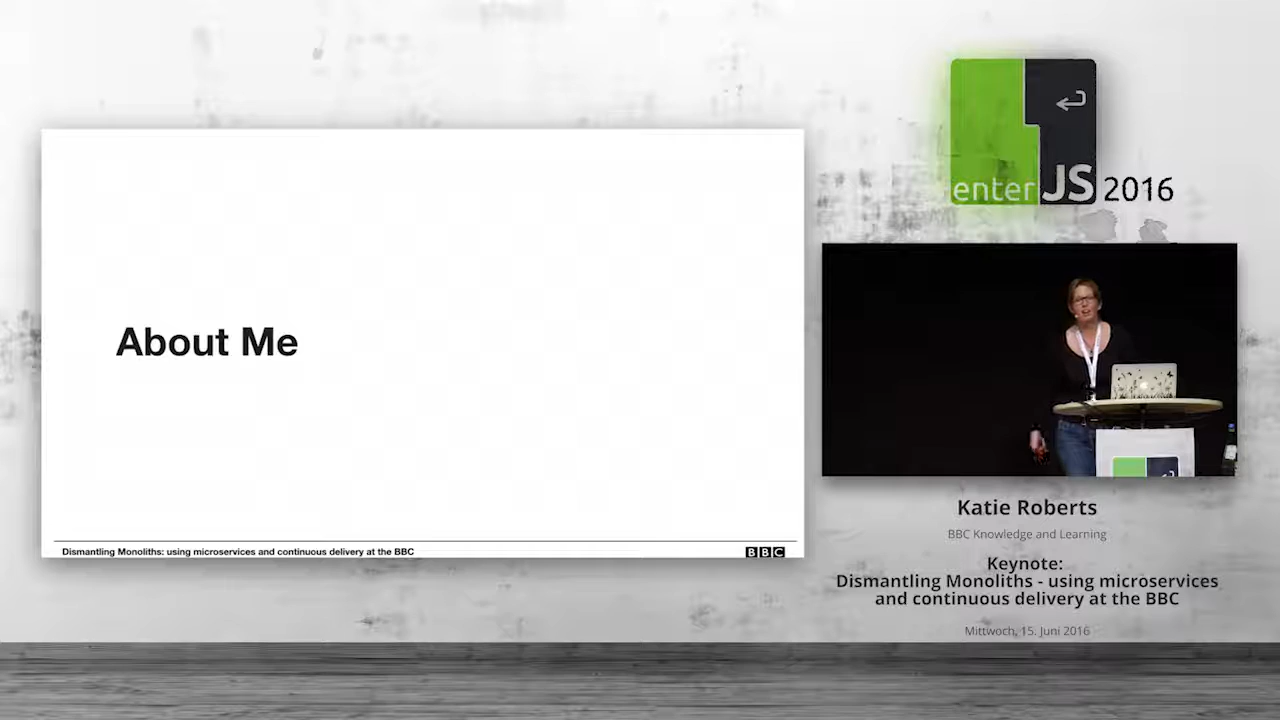 About Me
Dismantling Monoliths: using microservices and continuous delivery at the BBC
BBC
enterJS 2016
Katie Roberts
BBC Knowledge and Learning
Keynote:
Dismantling Monoliths - using microservices
and continuous delivery at the BBC
Mittwoch, 15. Juni 2016